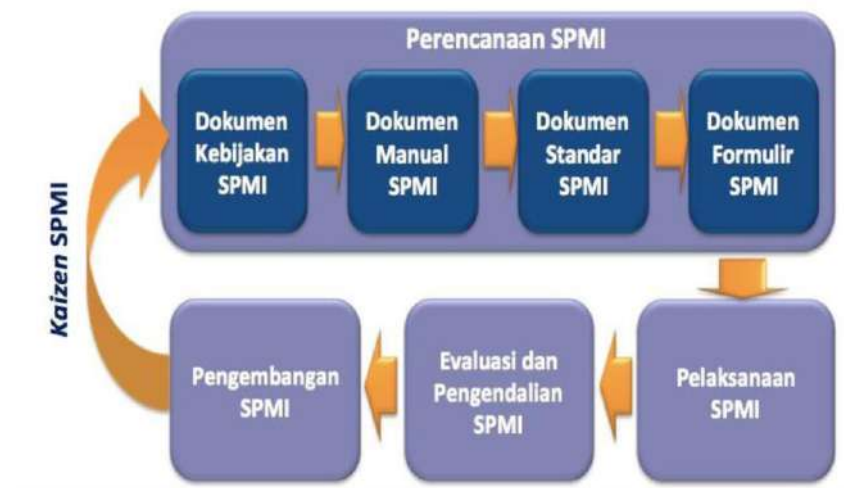 Perencanaan SPMI
Dokumen
Kebijakan
SPMI
Dokumen
Manual
SPMI
Dokumen
Standar
SPMI
Dokumen
Formulir
SPMI
Kaizen SPMI
Pengembangan
SPMI
Evaluasi dan
Pengendalian
SPMI
Pelaksanaan
SPMI